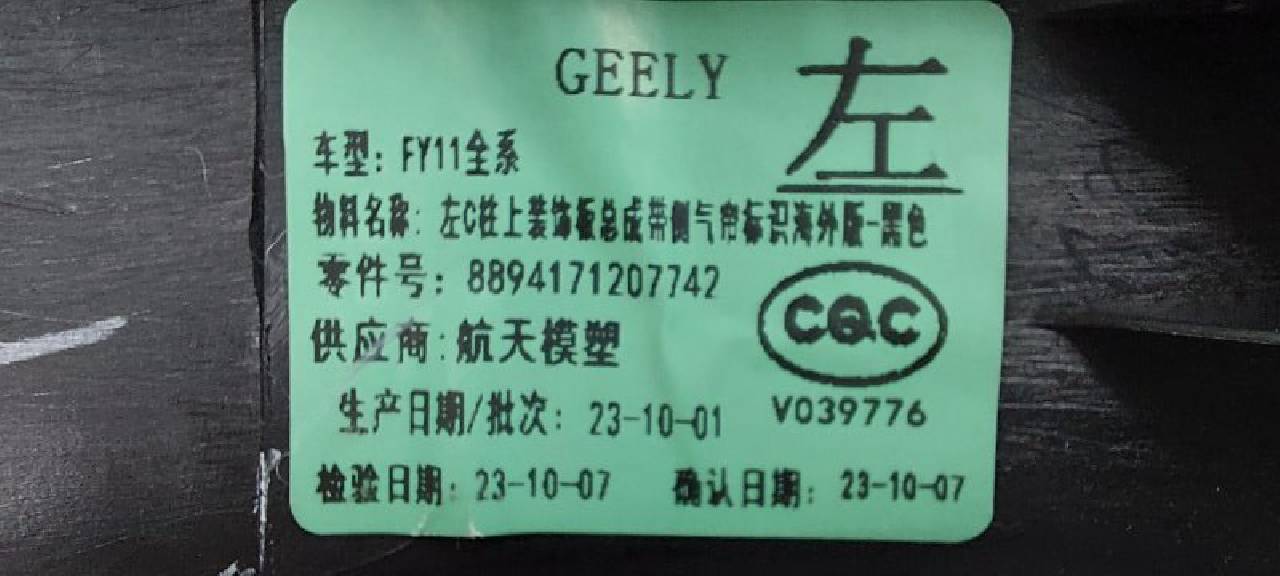 GEELY
左
车型：FY11全系
物料名称：左C柱上装饰板总成带侧气帘标识海外版-黑色
零件号：8894171207742
供应商:航天模塑
CQC
生产日期/批次：23-10-01
V039776
检验日期：23-10-07
确认日期：23-10-07